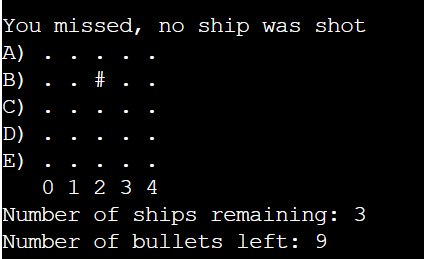 You missed, no ship was shot
A) . . . . .
B) . . # . .
C) . . . . .
D) . . . . .
E) . . . . .
0 1 2 3 4
Number of ships remaining: 3
Number of bullets left: 9